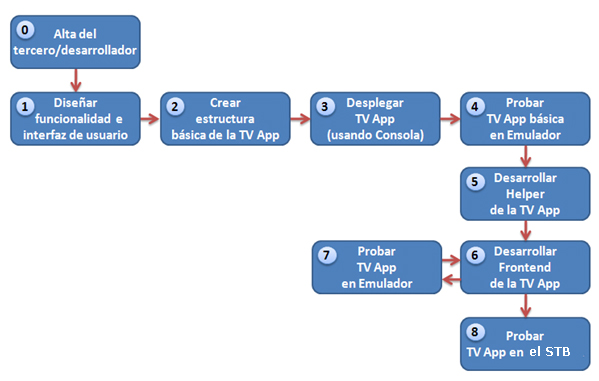 0
Alta del
tercero/desarrollador
1
Diseñar
funcionalidad e
interfaz de usuario
2
Crear
estructura
básica de la TV App
3
Desplegar
TV App
(usando Consola)
4
Probar
TV App básica
en Emulador
5
Desarrollar
Helper
de la TV App
7
Probar
TV App
en Emulador
6
Desarrollar
Frontend
de la TV App
8
Probar
TV App en el STB